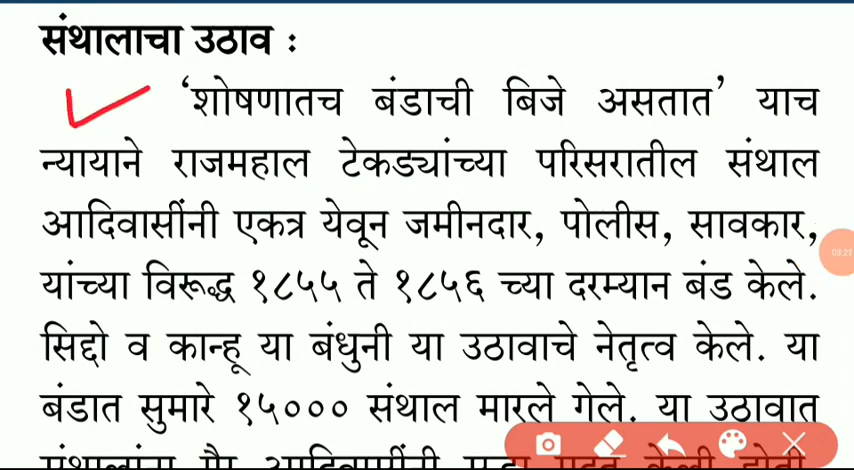 संथालाचा उठाव :
'शोषणातच बंडाची बिजे असतात' याच
न्यायाने राजमहाल टेकड्यांच्या परिसरातील संथाल
आदिवासींनी एकत्र येवून जमीनदार, पोलीस, सावकार,
यांच्या विरूद्ध १८५५ ते १८५६ च्या दरम्यान बंड केले.
सिद्दो व कान्हू या बंधुनी या उठावाचे नेतृत्व केले. या
बंडात सुमारे १५००० संथाल मारले गेले. या उठावात